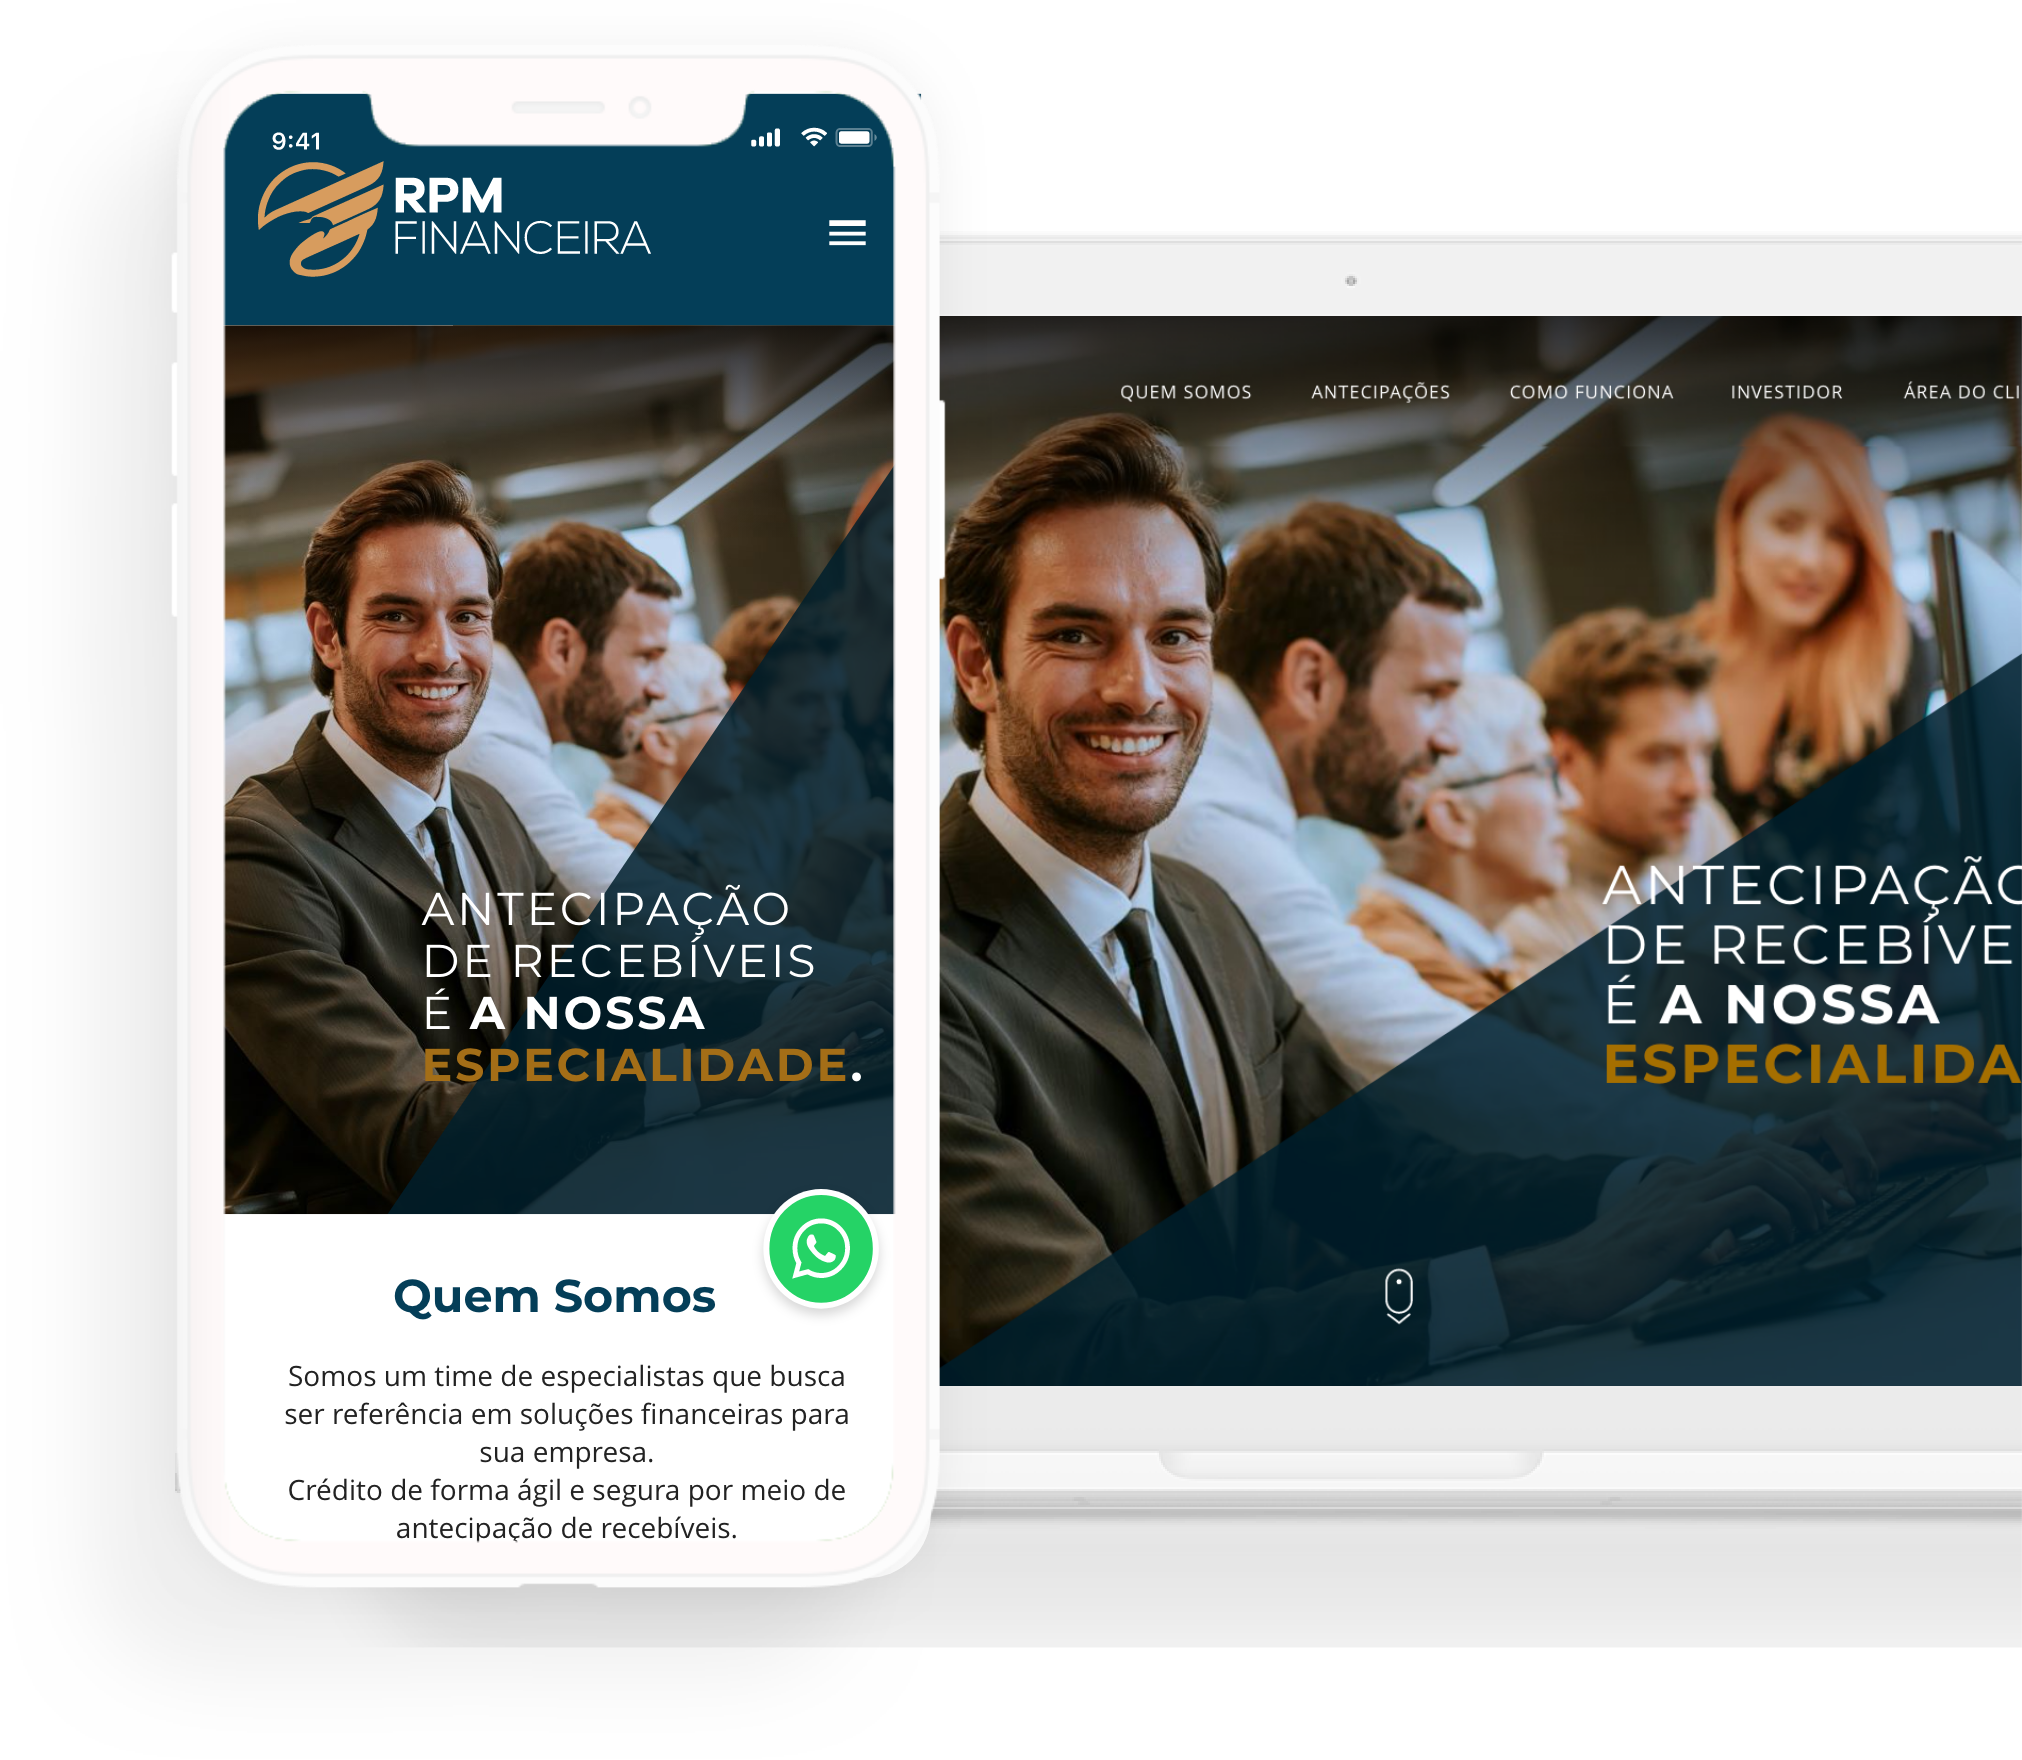 9:41
RPM
FINANCEIRA
ANTECIPAÇÃO
DE RECEBÍVEIS
É A NOSSA
ESPECIALIDADE.
Quem Somos
Somos um time de especialistas que busca
ser referência em soluções financeiras para
sua empresa.
Crédito de forma ágil e segura por meio de
antecipação de recebíveis.
QUEM SOMOS ANTECIPAÇÕES COMO FUNCIONA INVESTIDOR ÁREA DO CLI
ANTECIPAÇÃO
DE RECEBÍVE
É A NOSSA
ESPECIALIDA